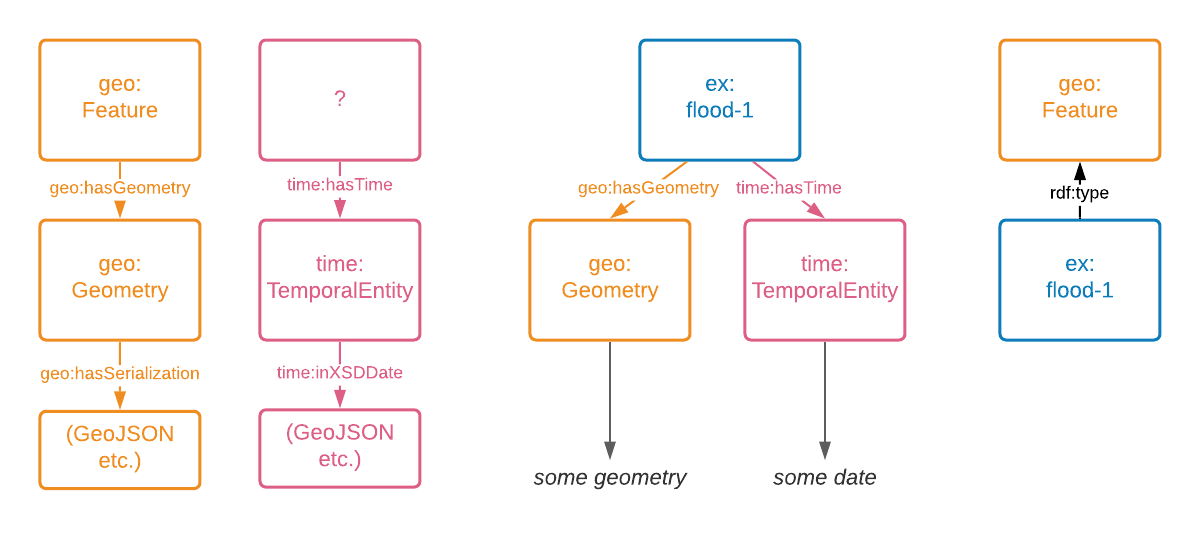 geo:
Feature
geo:hasGeometry
geo:
Geometry
geo:hasSerialization
(GeoJSON
etc.)
?
time:hasTime
time:
TemporalEntity
time:inXSDDate
(GeoJSON
etc.)
ex:
flood-1
geo:hasGeometry
time:hasTime
geo:
Geometry
time:
TemporalEntity
some geometry
some date
geo:
Feature
rdf:type
ex:
flood-1